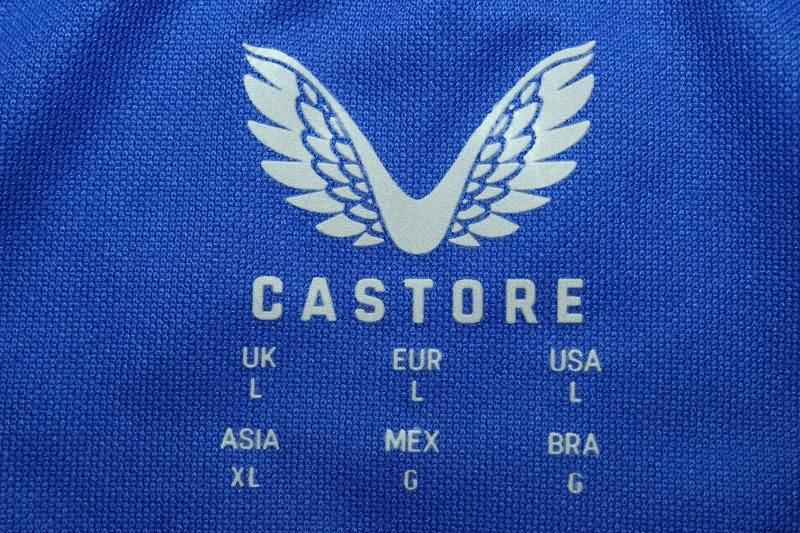 CASTORE
UK EUR USA
L L L
ASIA MEX BRA
XL G G